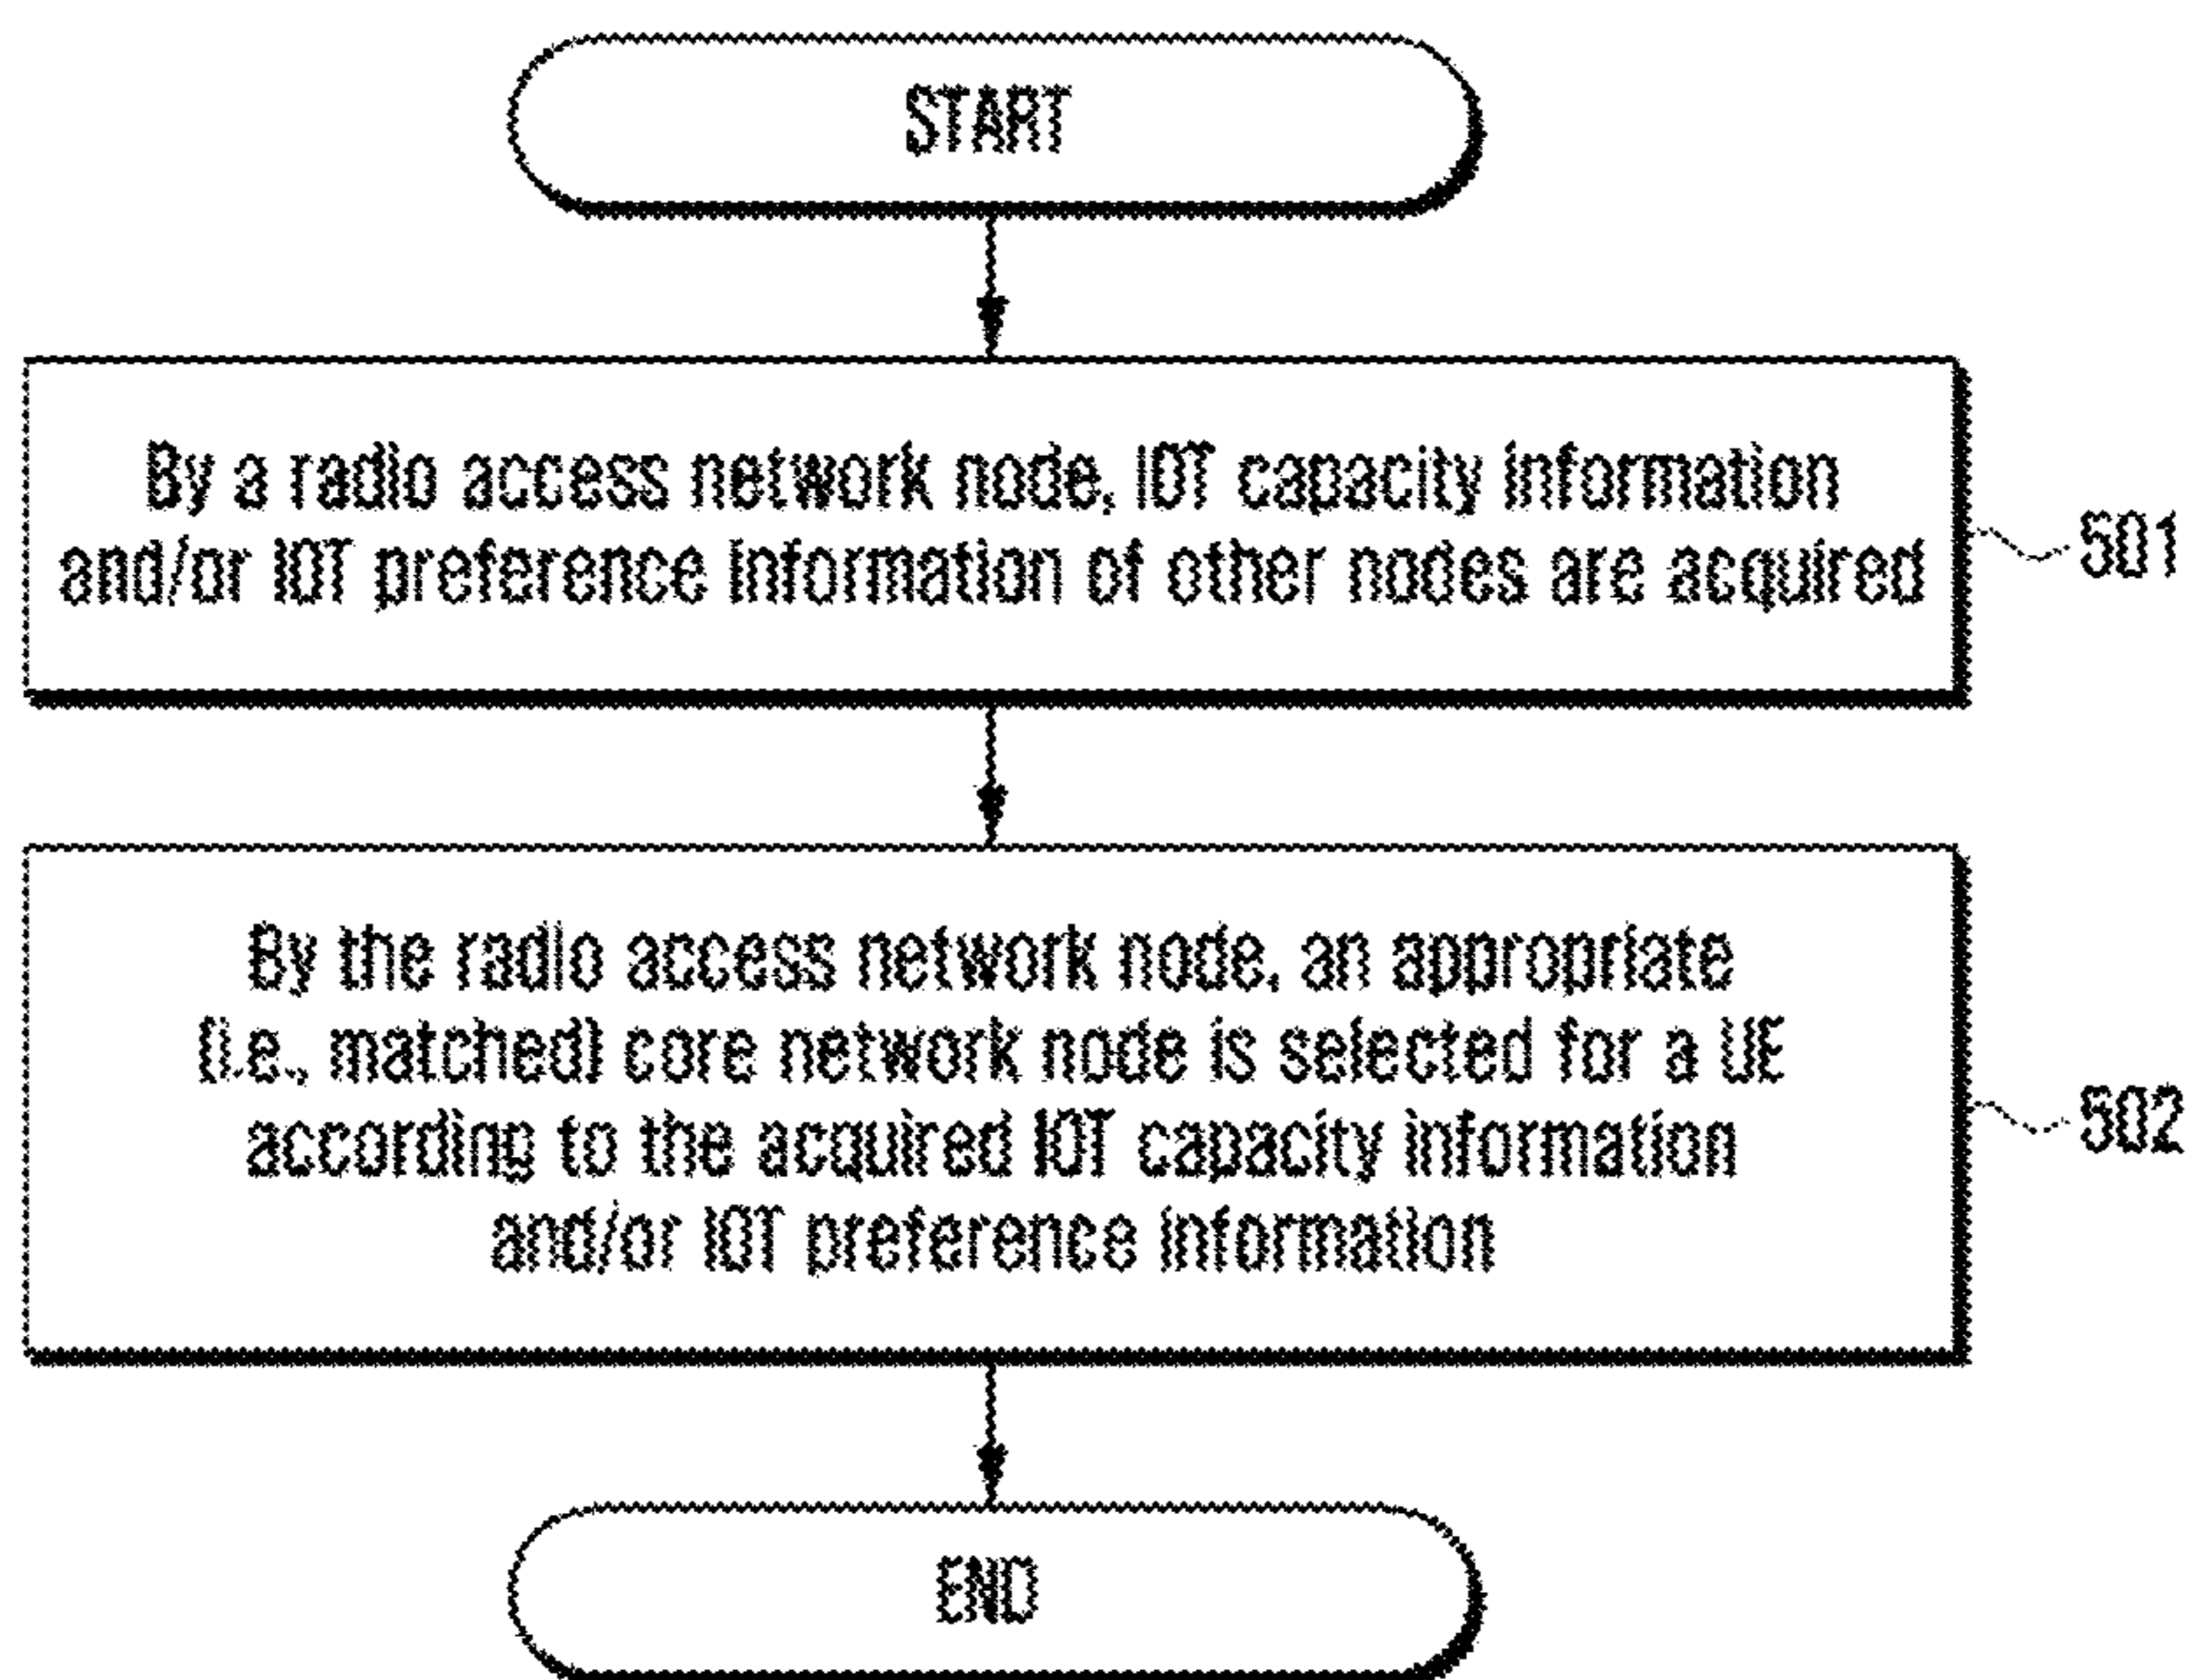 START
By a radio access network node, IOT capacity information
and/or IOT preference information of other nodes are acquired
501
By the radio access network node, an appropriate
(i.e., matched) core network node is selected for a UE
according to the acquired IOT capacity information
and/or IOT preference information
502
END